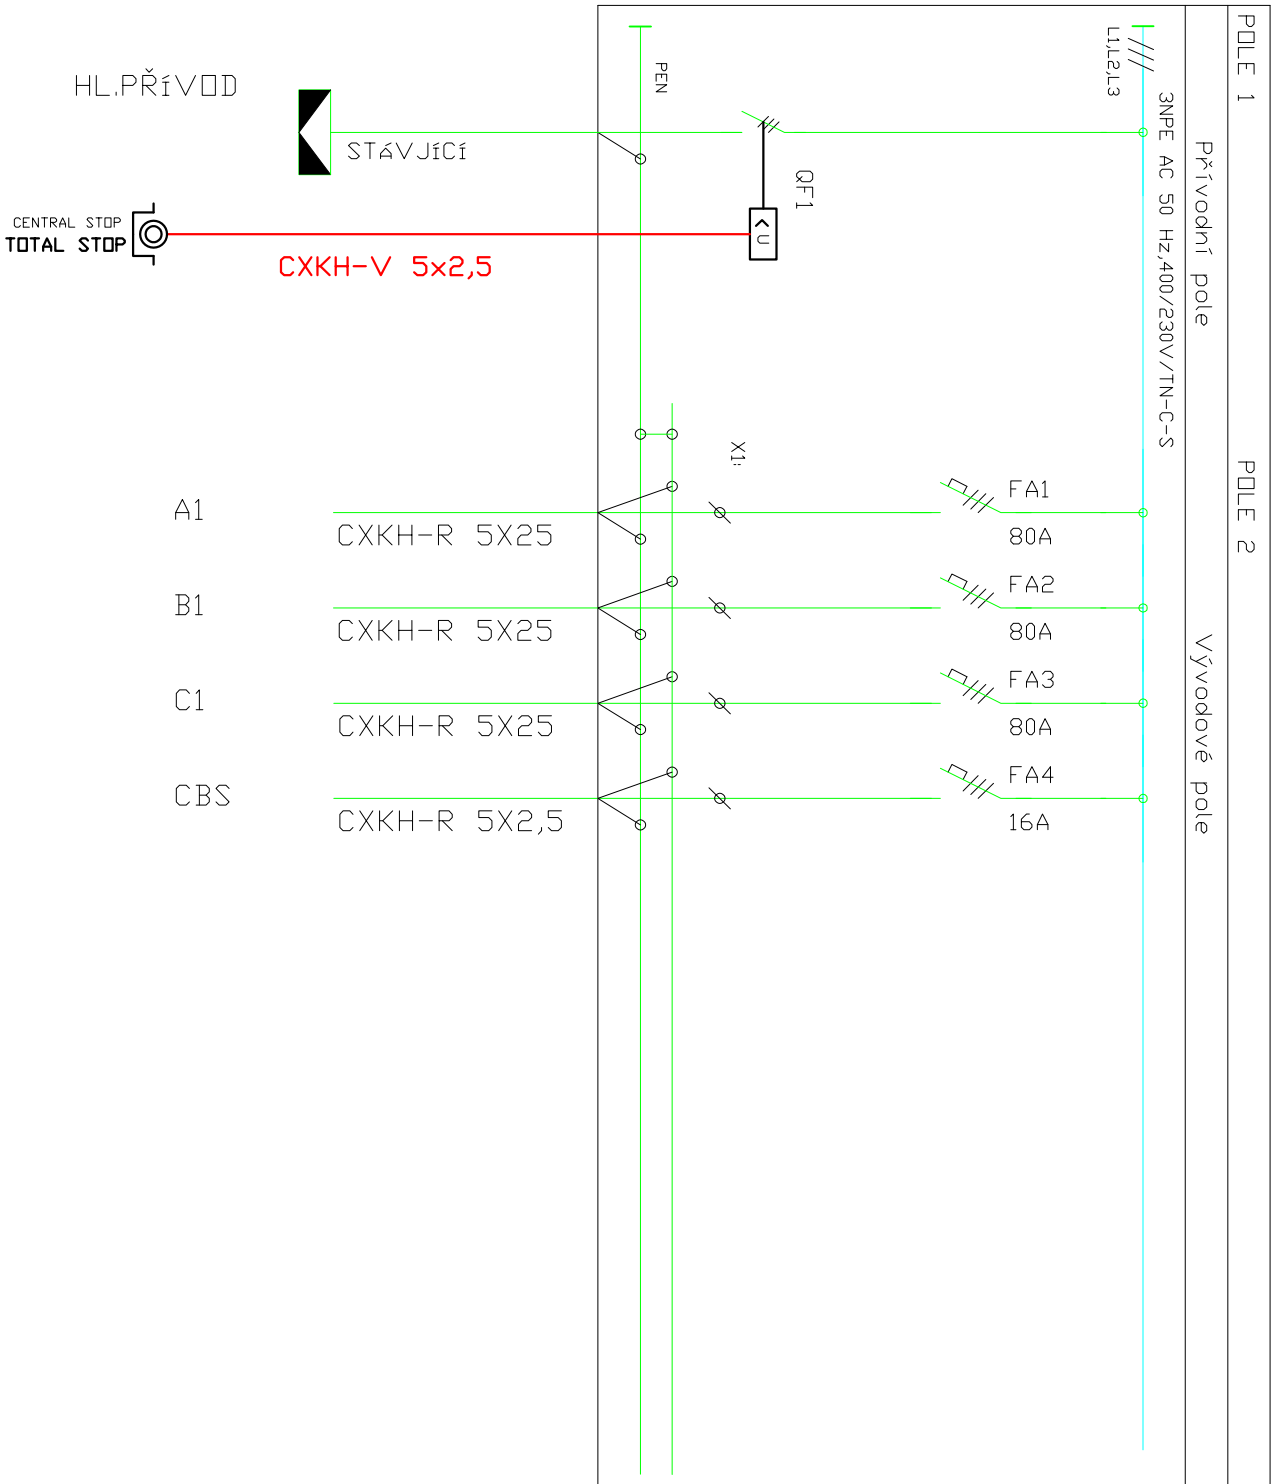 POLE 1
Přívodní pole
L1,L2,L3
3NPE AC 50 Hz,400/230V/TN-C-S
PEN
HL.PŘíVOD
STáVJíCí
QF1
U<
CENTRAL STOP
TOTAL STOP
CXKH-V 5x2,5
POLE 2
Vývodové pole
X1:
A1
CXKH-R 5X25
FA1
80A
B1
CXKH-R 5X25
FA2
80A
C1
CXKH-R 5X25
FA3
80A
CBS
CXKH-R 5X2,5
FA4
16A